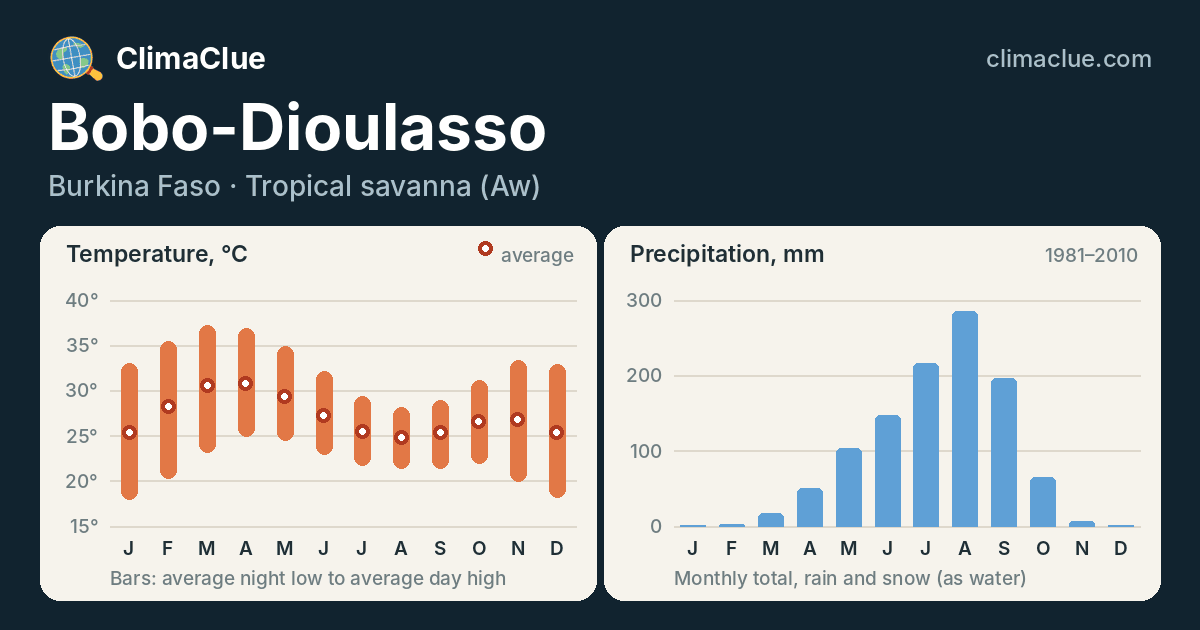 ClimaClue
climaclue.com
Bobo-Dioulasso
Burkina Faso · Tropical savanna (Aw)
Temperature, °C
average
40°
35°
30°
25°
20°
15°
J F M A M J J A S O N D
Bars: average night low to average day high
Precipitation, mm
1981–2010
300
200
100
0
J F M A M J J A S O N D
Monthly total, rain and snow (as water)